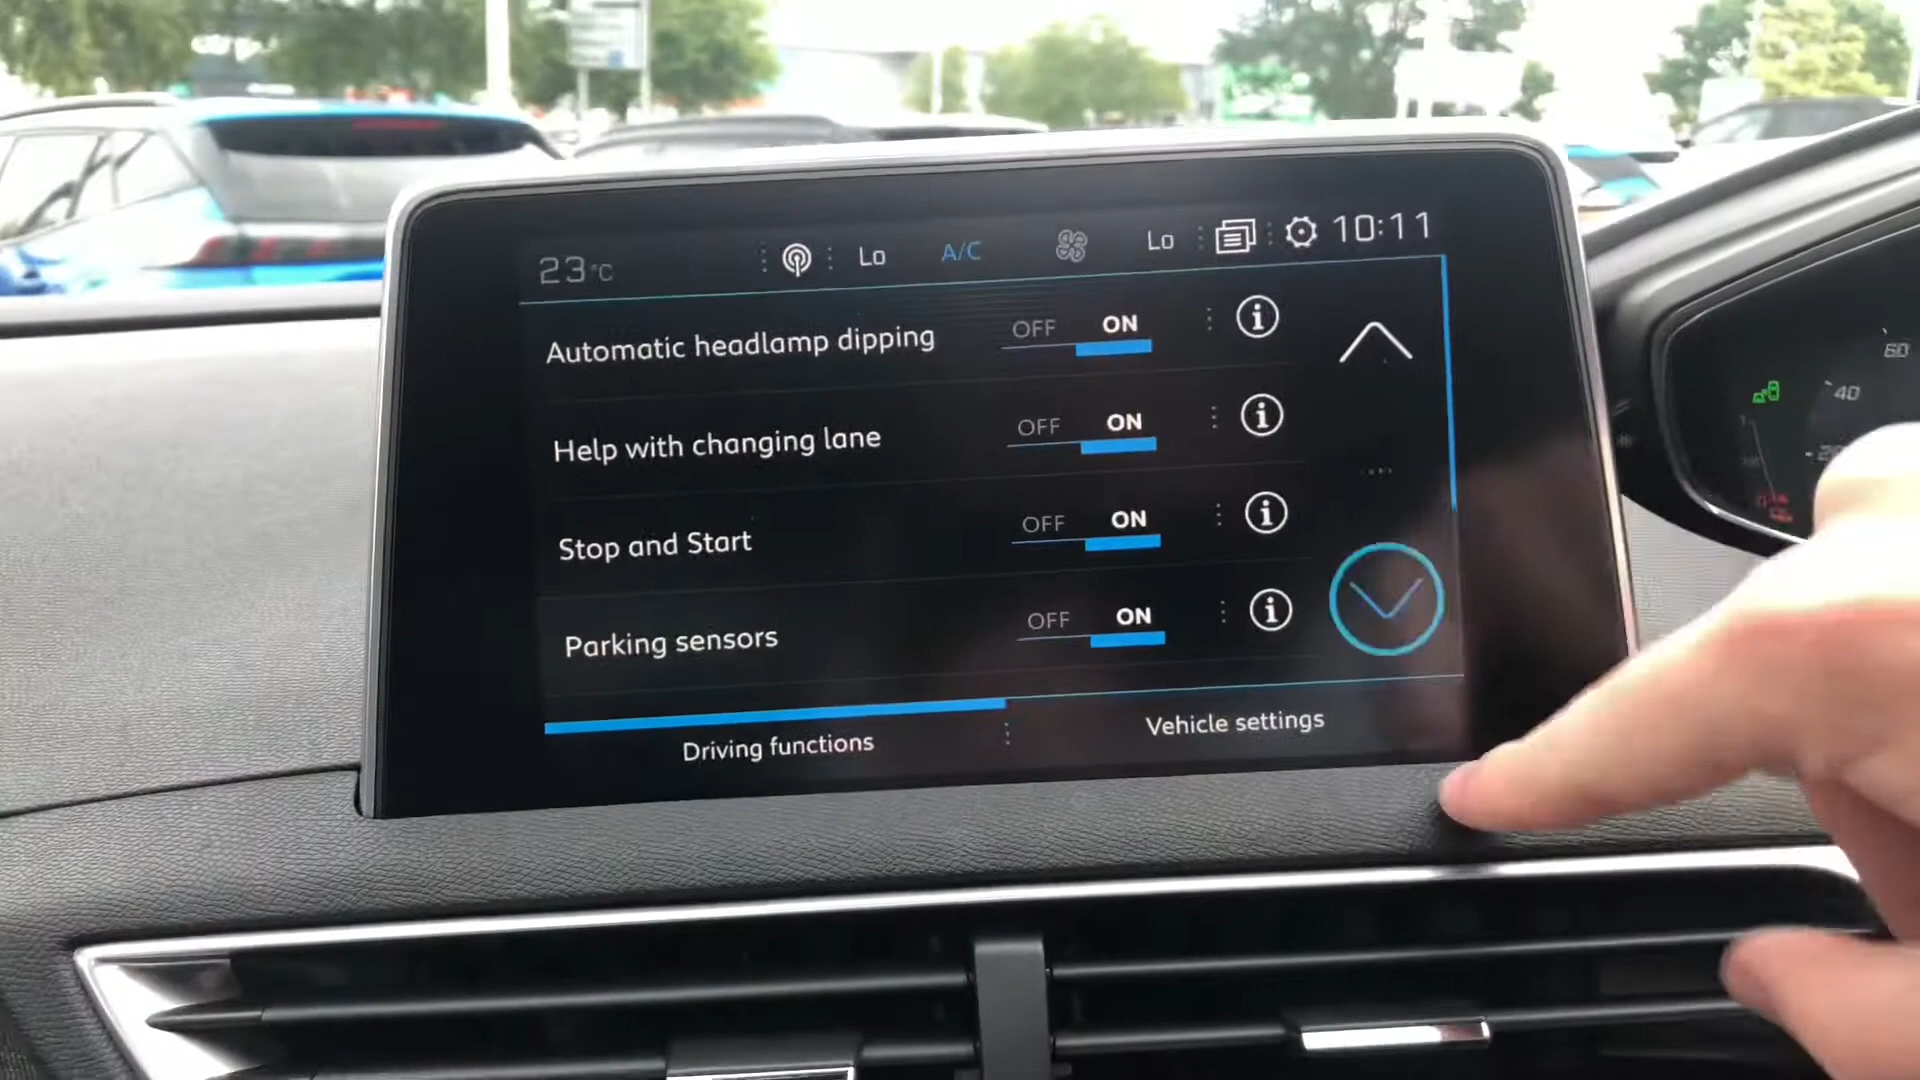 23°C Lo A/C Lo 10:11
Automatic headlamp dipping OFF ON i
Help with changing lane OFF ON i
Stop and Start OFF ON i
Parking sensors OFF ON i
Driving functions Vehicle settings
60
40